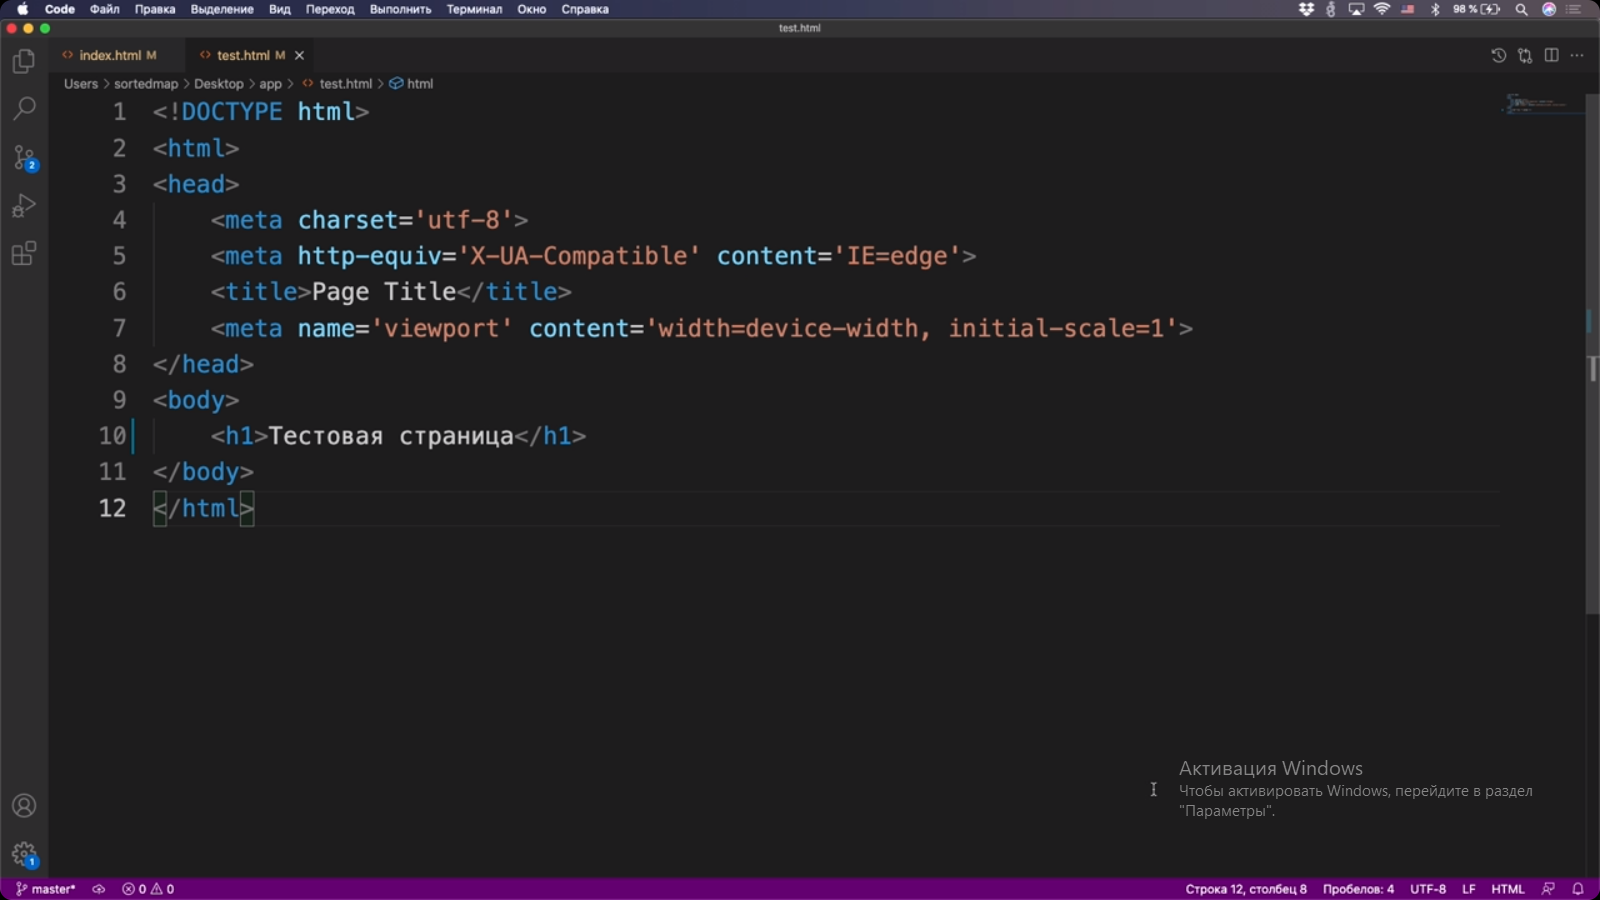 Code Файл Правка Выделение Вид Переход Выполнить Терминал Окно Справка 98 %
test.html
index.html M test.html M
Users > sortedmap > Desktop > app > test.html > html
1 <!DOCTYPE html>
2 <html>
3 <head>
4 <meta charset='utf-8'>
5 <meta http-equiv='X-UA-Compatible' content='IE=edge'>
6 <title>Page Title</title>
7 <meta name='viewport' content='width=device-width, initial-scale=1'>
8 </head>
9 <body>
10 <h1>Тестовая страница</h1>
11 </body>
12 </html>
2
T
Активация Windows
Чтобы активировать Windows, перейдите в раздел
"Параметры".
1
master* 0 0 Строка 12, столбец 8 Пробелов: 4 UTF-8 LF HTML